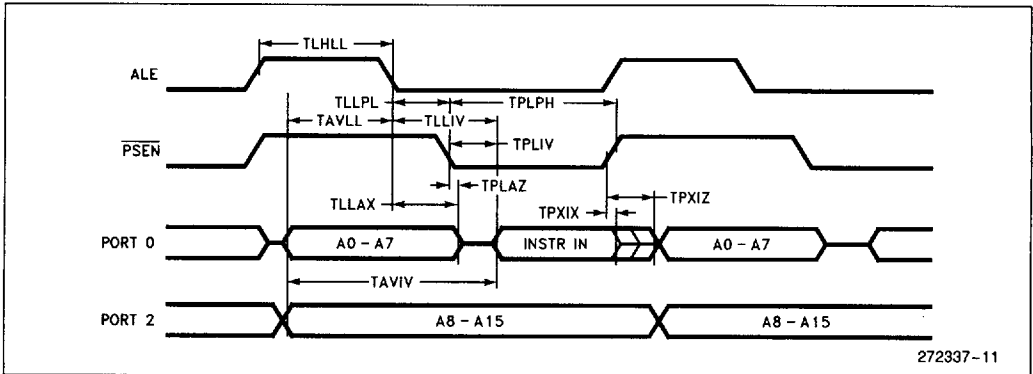 TLHLL
ALE
TLLPL
TPLPH
TAVLL
TLLIV
PSEN
TPLIV
TPLAZ
TLLAX
TPXIX
TPXIZ
PORT 0
A0 – A7
INSTR IN
A0 – A7
TAVIV
PORT 2
A8 – A15
A8 – A15
272337–11